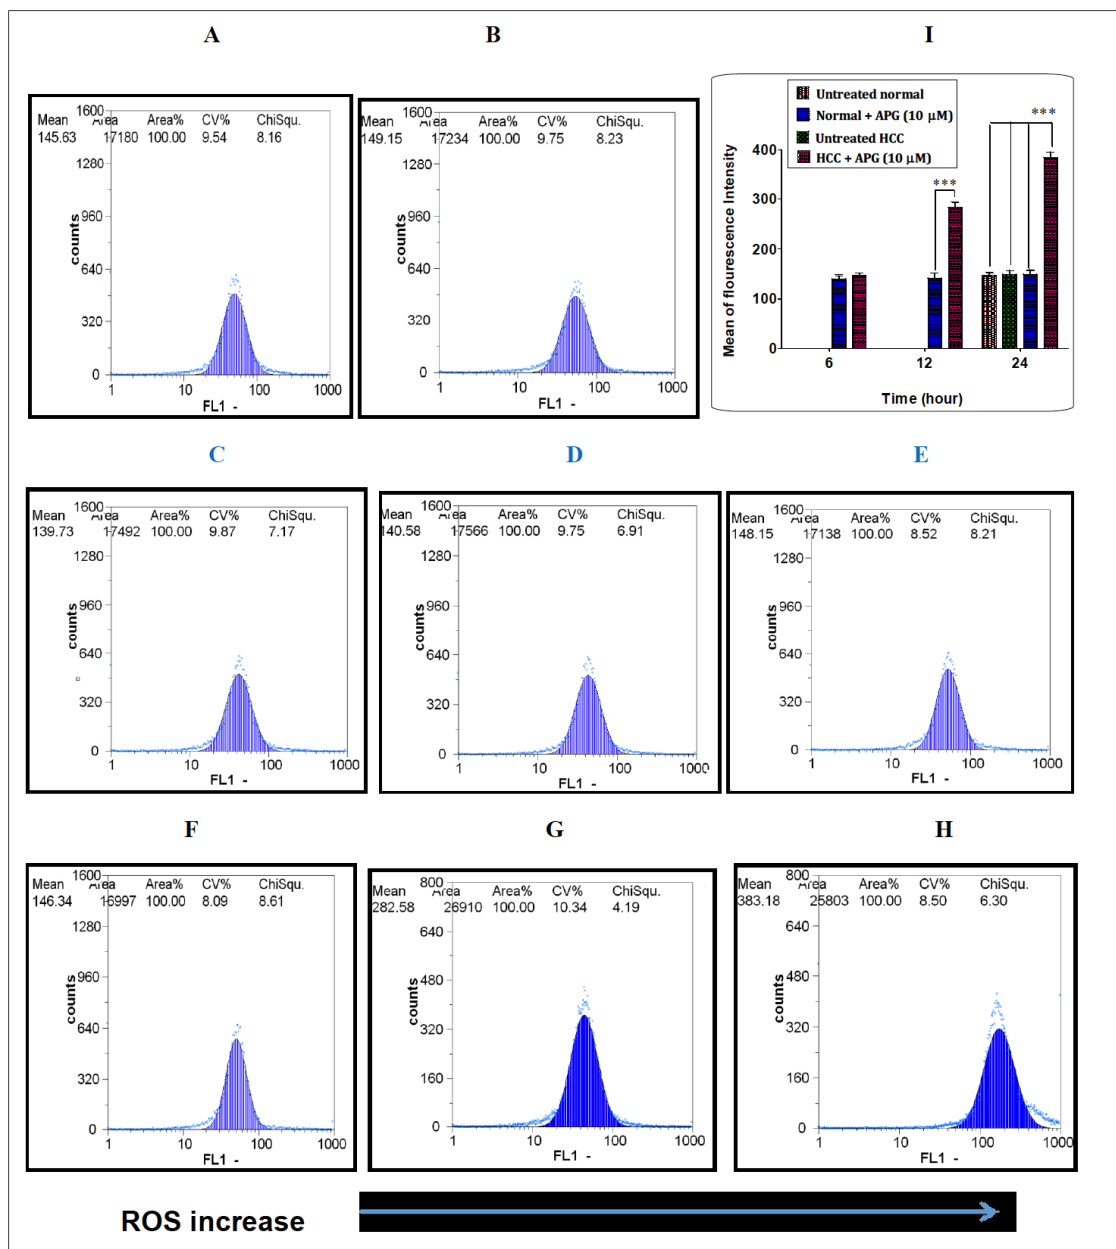 A
B
I
1600
Mean Area Area% CV% ChiSqu.
145.63 17180 100.00 9.54 8.16
1280
960
640
320
0
counts
1 10 100 1000
FL1 -
1600
Mean Area Area% CV% ChiSqu.
149.15 17234 100.00 9.75 8.23
1280
960
640
320
0
counts
1 10 100 1000
FL1 -
Untreated normal
Normal + APG (10 µM)
Untreated HCC
HCC + APG (10 µM)
***
***
400
300
200
100
0
Mean of flourescence Intensity
6 12 24
Time (hour)
C
D
E
1600
Mean Area Area% CV% ChiSqu.
139.73 17492 100.00 9.87 7.17
1280
960
640
320
0
counts
1 10 100 1000
FL1 -
1600
Mean Area Area% CV% ChiSqu.
140.58 17566 100.00 9.75 6.91
1280
960
640
320
0
counts
1 10 100 1000
FL1 -
1600
Mean Area Area% CV% ChiSqu.
148.15 17138 100.00 8.52 8.21
1280
960
640
320
0
counts
1 10 100 1000
FL1 -
F
G
H
1600
Mean Area Area% CV% ChiSqu.
146.34 16997 100.00 8.09 8.61
1280
960
640
320
0
counts
1 10 100 1000
FL1 -
800
Mean Area Area% CV% ChiSqu.
282.58 26910 100.00 10.34 4.19
640
480
320
160
0
counts
1 10 100 1000
FL1 -
800
Mean Area Area% CV% ChiSqu.
383.18 25803 100.00 8.50 6.30
640
480
320
160
0
counts
1 10 100 1000
FL1 -
ROS increase